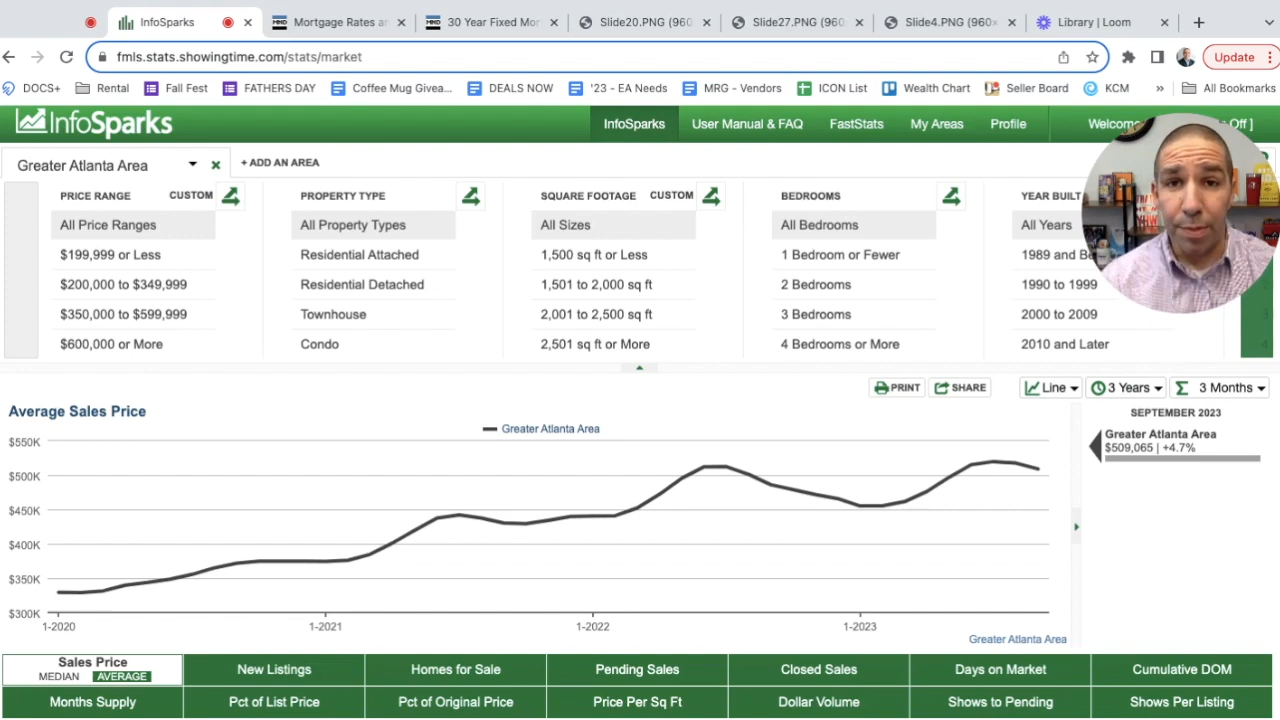 InfoSparks
Mortgage Rates an
30 Year Fixed Mor
Slide20.PNG (960
Slide27.PNG (960
Slide4.PNG (960×
Library | Loom
fmls.stats.showingtime.com/stats/market
Update
DOCS+
Rental
Fall Fest
FATHERS DAY
Coffee Mug Givea...
DEALS NOW
'23 - EA Needs
MRG - Vendors
ICON List
Wealth Chart
Seller Board
KCM
»
All Bookmarks
InfoSparks
InfoSparks
User Manual & FAQ
FastStats
My Areas
Profile
Welcome
Off ]
Greater Atlanta Area
+ ADD AN AREA
PRICE RANGE CUSTOM
All Price Ranges
$199,999 or Less
$200,000 to $349,999
$350,000 to $599,999
$600,000 or More
PROPERTY TYPE
All Property Types
Residential Attached
Residential Detached
Townhouse
Condo
SQUARE FOOTAGE CUSTOM
All Sizes
1,500 sq ft or Less
1,501 to 2,000 sq ft
2,001 to 2,500 sq ft
2,501 sq ft or More
BEDROOMS
All Bedrooms
1 Bedroom or Fewer
2 Bedrooms
3 Bedrooms
4 Bedrooms or More
YEAR BUILT
All Years
1989 and Be
1990 to 1999
2000 to 2009
2010 and Later
PRINT
SHARE
Line
3 Years
3 Months
Average Sales Price
Greater Atlanta Area
SEPTEMBER 2023
Greater Atlanta Area
$509,065 | +4.7%
$550K
$500K
$450K
$400K
$350K
$300K
1-2020
1-2021
1-2022
1-2023
Greater Atlanta Area
Sales Price
MEDIAN AVERAGE
New Listings
Homes for Sale
Pending Sales
Closed Sales
Days on Market
Cumulative DOM
Months Supply
Pct of List Price
Pct of Original Price
Price Per Sq Ft
Dollar Volume
Shows to Pending
Shows Per Listing